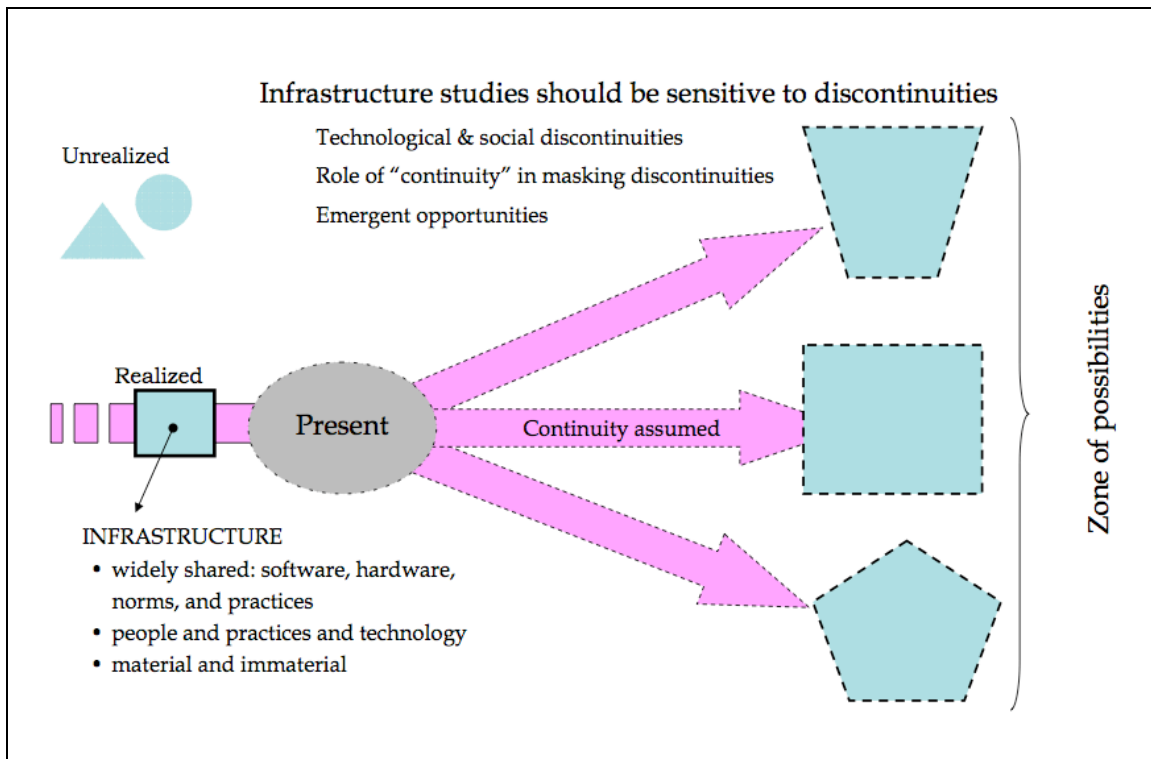 Infrastructure studies should be sensitive to discontinuities
Technological & social discontinuities
Role of “continuity” in masking discontinuities
Emergent opportunities
Unrealized
Realized
Present
Continuity assumed
Zone of possibilities
INFRASTRUCTURE
• widely shared: software, hardware,
norms, and practices
• people and practices and technology
• material and immaterial